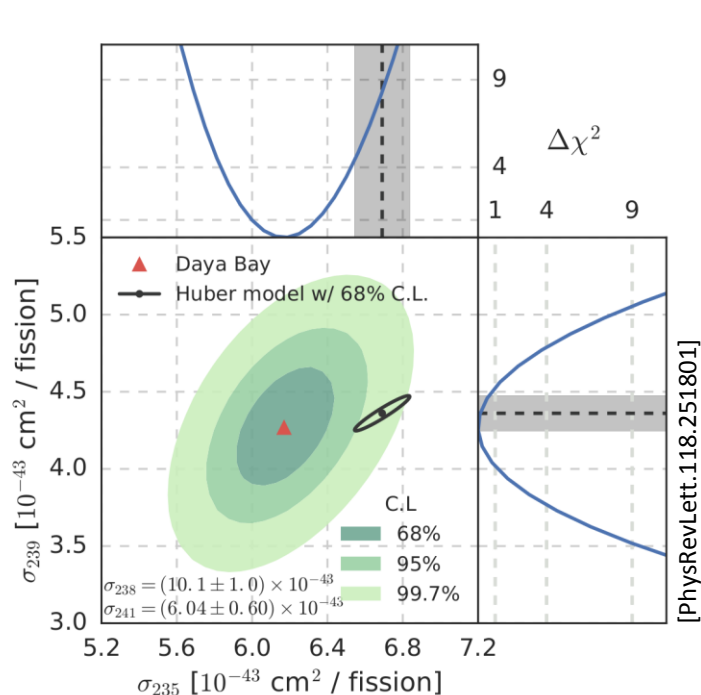 9
4
Δχ²
1 4 9
5.5
5.0
4.5
4.0
3.5
3.0
σ₂₃₉ [10⁻⁴³ cm² / fission]
Daya Bay
Huber model w/ 68% C.L.
C.L
68%
95%
99.7%
σ₂₃₈ = (10.1 ± 1.0) × 10⁻⁴³
σ₂₄₁ = (6.04 ± 0.60) × 10⁻⁴³
5.2 5.6 6.0 6.4 6.8 7.2
σ₂₃₅ [10⁻⁴³ cm² / fission]
[PhysRevLett.118.251801]